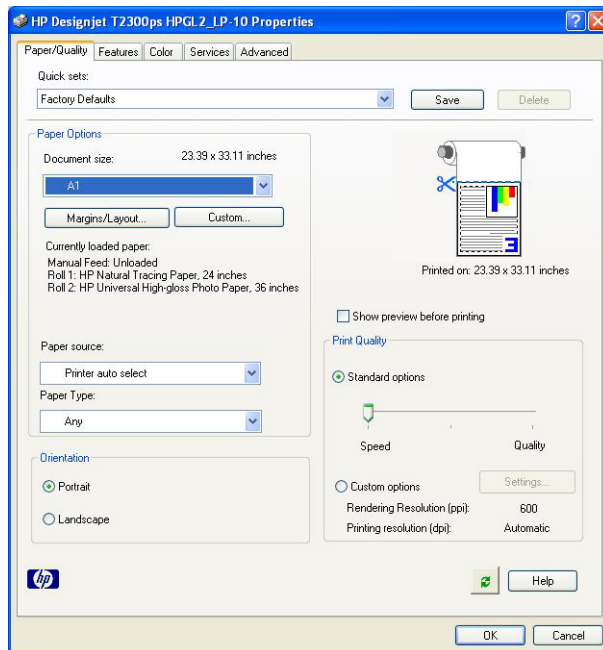 HP Designjet T2300ps HPGL2_LP-10 Properties
Paper/Quality Features Color Services Advanced
Quick sets:
Factory Defaults
Save
Delete
Paper Options
Document size: 23.39 x 33.11 inches
A1
Margins/Layout... Custom...
Currently loaded paper:
Manual Feed: Unloaded
Roll 1: HP Natural Tracing Paper, 24 inches
Roll 2: HP Universal High-gloss Photo Paper, 36 inches
Paper source:
Printer auto select
Paper Type:
Any
Orientation
Portrait
Landscape
3
Printed on: 23.39 x 33.11 inches
Show preview before printing
Print Quality
Standard options
Speed Quality
Custom options Settings...
Rendering Resolution (ppi): 600
Printing resolution (dpi): Automatic
hp
Help
OK Cancel